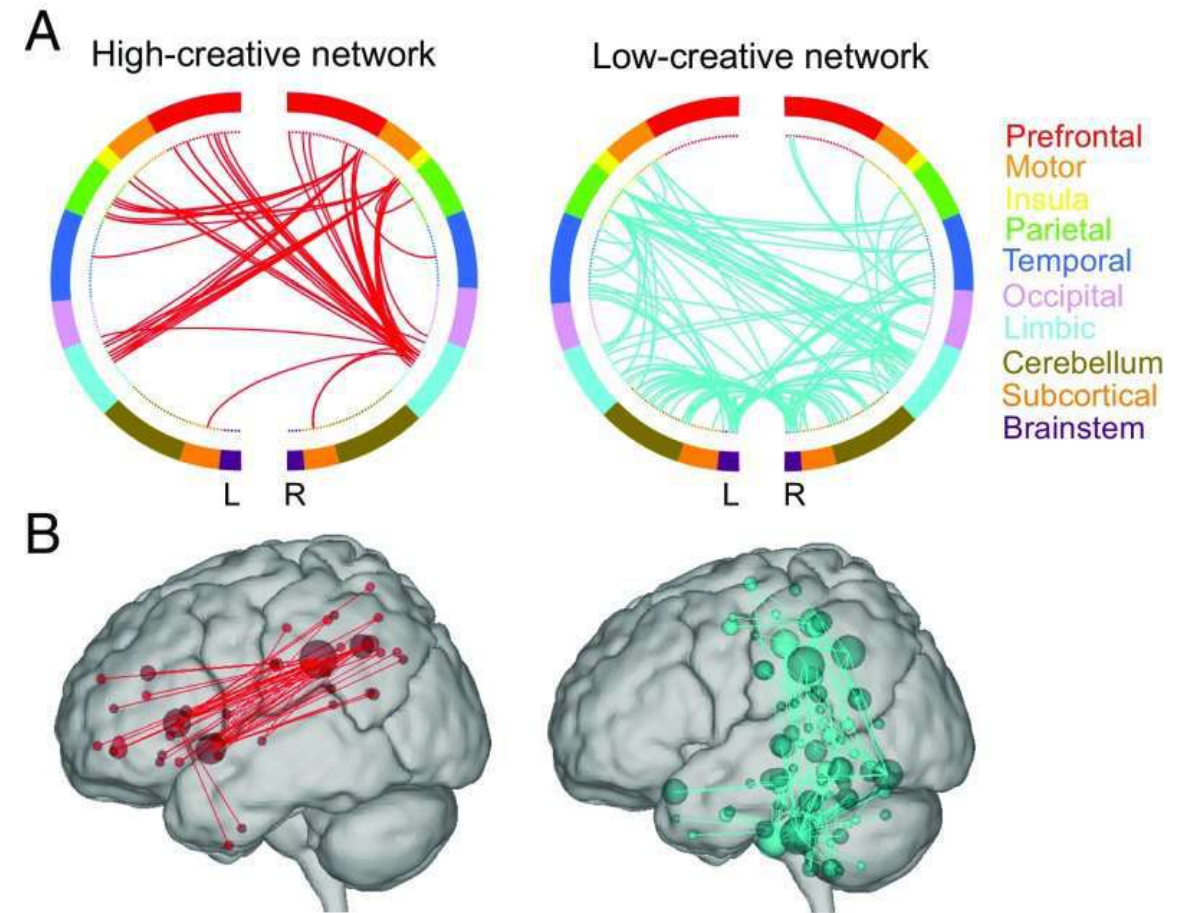 A
High-creative network
Low-creative network
Prefrontal
Motor
Insula
Parietal
Temporal
Occipital
Limbic
Cerebellum
Subcortical
Brainstem
L R
L R
B